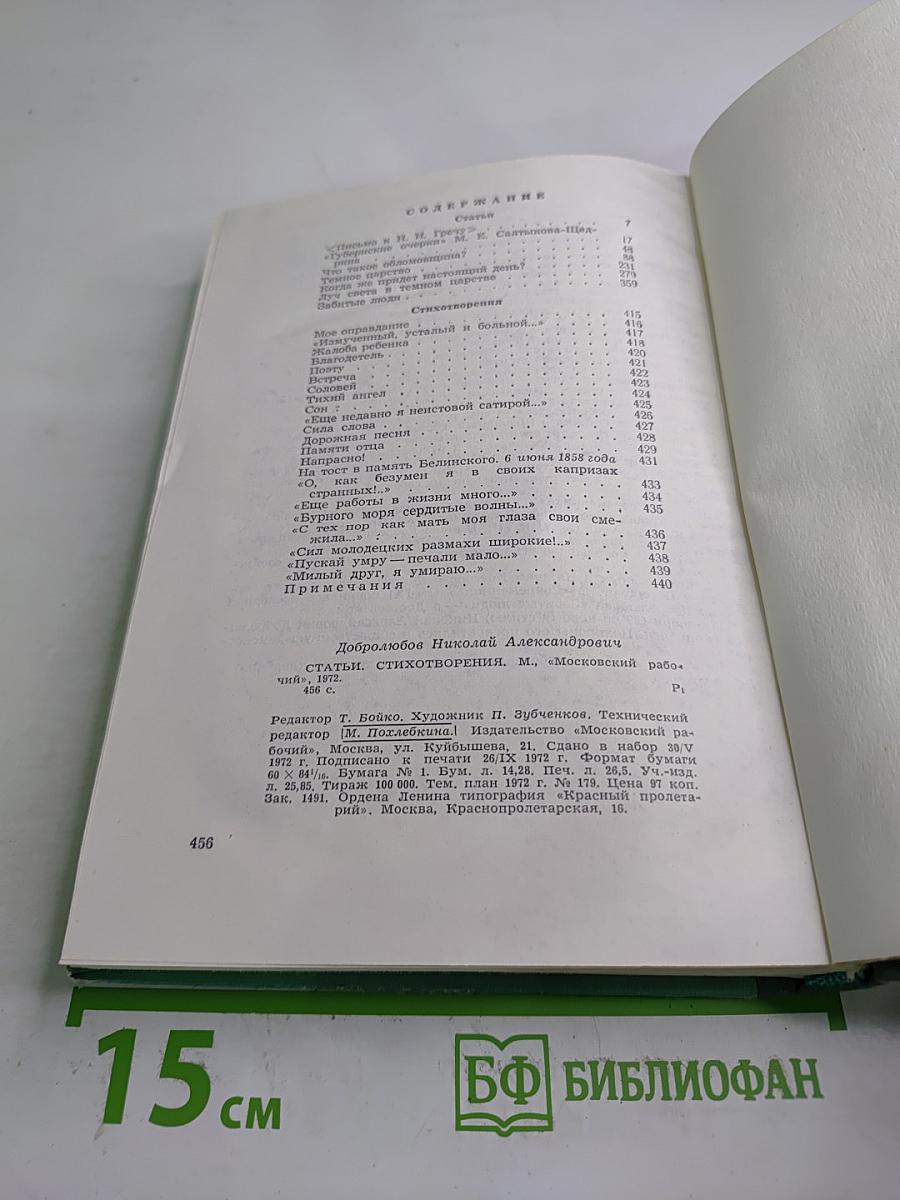 СОДЕРЖАНИЕ
Статьи
<Письмо к Н. И. Гречу> . . . . . . . . . 7
«Губернские очерки» М. Е. Салтыкова-Щед-
рина . . . . . . . . . 17
Что такое обломовщина? . . . . . . . . . 48
Темное царство . . . . . . . . . 88
Когда же придет настоящий день? . . . . . 231
Луч света в темном царстве . . . . . . . 279
Забитые люди . . . . . . . . . 359
Стихотворения
Мое оправдание . . . . . . . . . 415
«Измученный, усталый и больной...» . . . . 416
Жалоба ребенка . . . . . . . . . 417
Благодетель . . . . . . . . . 418
Поэту . . . . . . . . . 420
Встреча . . . . . . . . . 421
Соловей . . . . . . . . . 422
Тихий ангел . . . . . . . . . 423
Сон . . . . . . . . . 424
«Еще недавно я неистовой сатирой...» . . . . 425
Сила слова . . . . . . . . . 426
Дорожная песня . . . . . . . . . 427
Памяти отца . . . . . . . . . 428
Напрасно! . . . . . . . . . 429
На тост в память Белинского. 6 июня 1858 года 431
«О, как безумен я в своих капризах
странных!..» . . . . . . . . . 433
«Еще работы в жизни много...» . . . . . . 434
«Бурного моря сердитые волны...» . . . . . 435
«С тех пор как мать моя глаза свои сме-
жила...» . . . . . . . . . 436
«Сил молодецких размахи широкие!..» . . . . 437
«Пускай умру — печали мало...» . . . . . 438
«Милый друг, я умираю...» . . . . . . . 439
Примечания . . . . . . . . . 440
Добролюбов Николай Александрович
СТАТЬИ. СТИХОТВОРЕНИЯ. М., «Московский рабо-
чий», 1972.
456 с. Р₁
Редактор Т. Бойко. Художник П. Зубченков. Технический
редактор |М. Похлебкина.| Издательство «Московский ра-
бочий», Москва, ул. Куйбышева, 21. Сдано в набор 30/V
1972 г. Подписано к печати 26/IX 1972 г. Формат бумаги
60 × 84¹/₁₆. Бумага № 1. Бум. л. 14,28. Печ. л. 26,5. Уч.-изд.
л. 25,85. Тираж 100 000. Тем. план 1972 г. № 179. Цена 97 коп.
Зак. 1491. Ордена Ленина типография «Красный пролета-
рий». Москва, Краснопролетарская, 16.
456
15 см
БФ БИБЛИОФАН